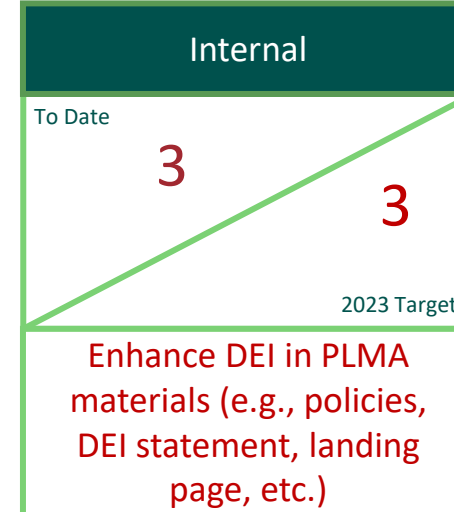 Internal
To Date
3
3
2023 Target
Enhance DEI in PLMA
materials (e.g., policies,
DEI statement, landing
page, etc.)